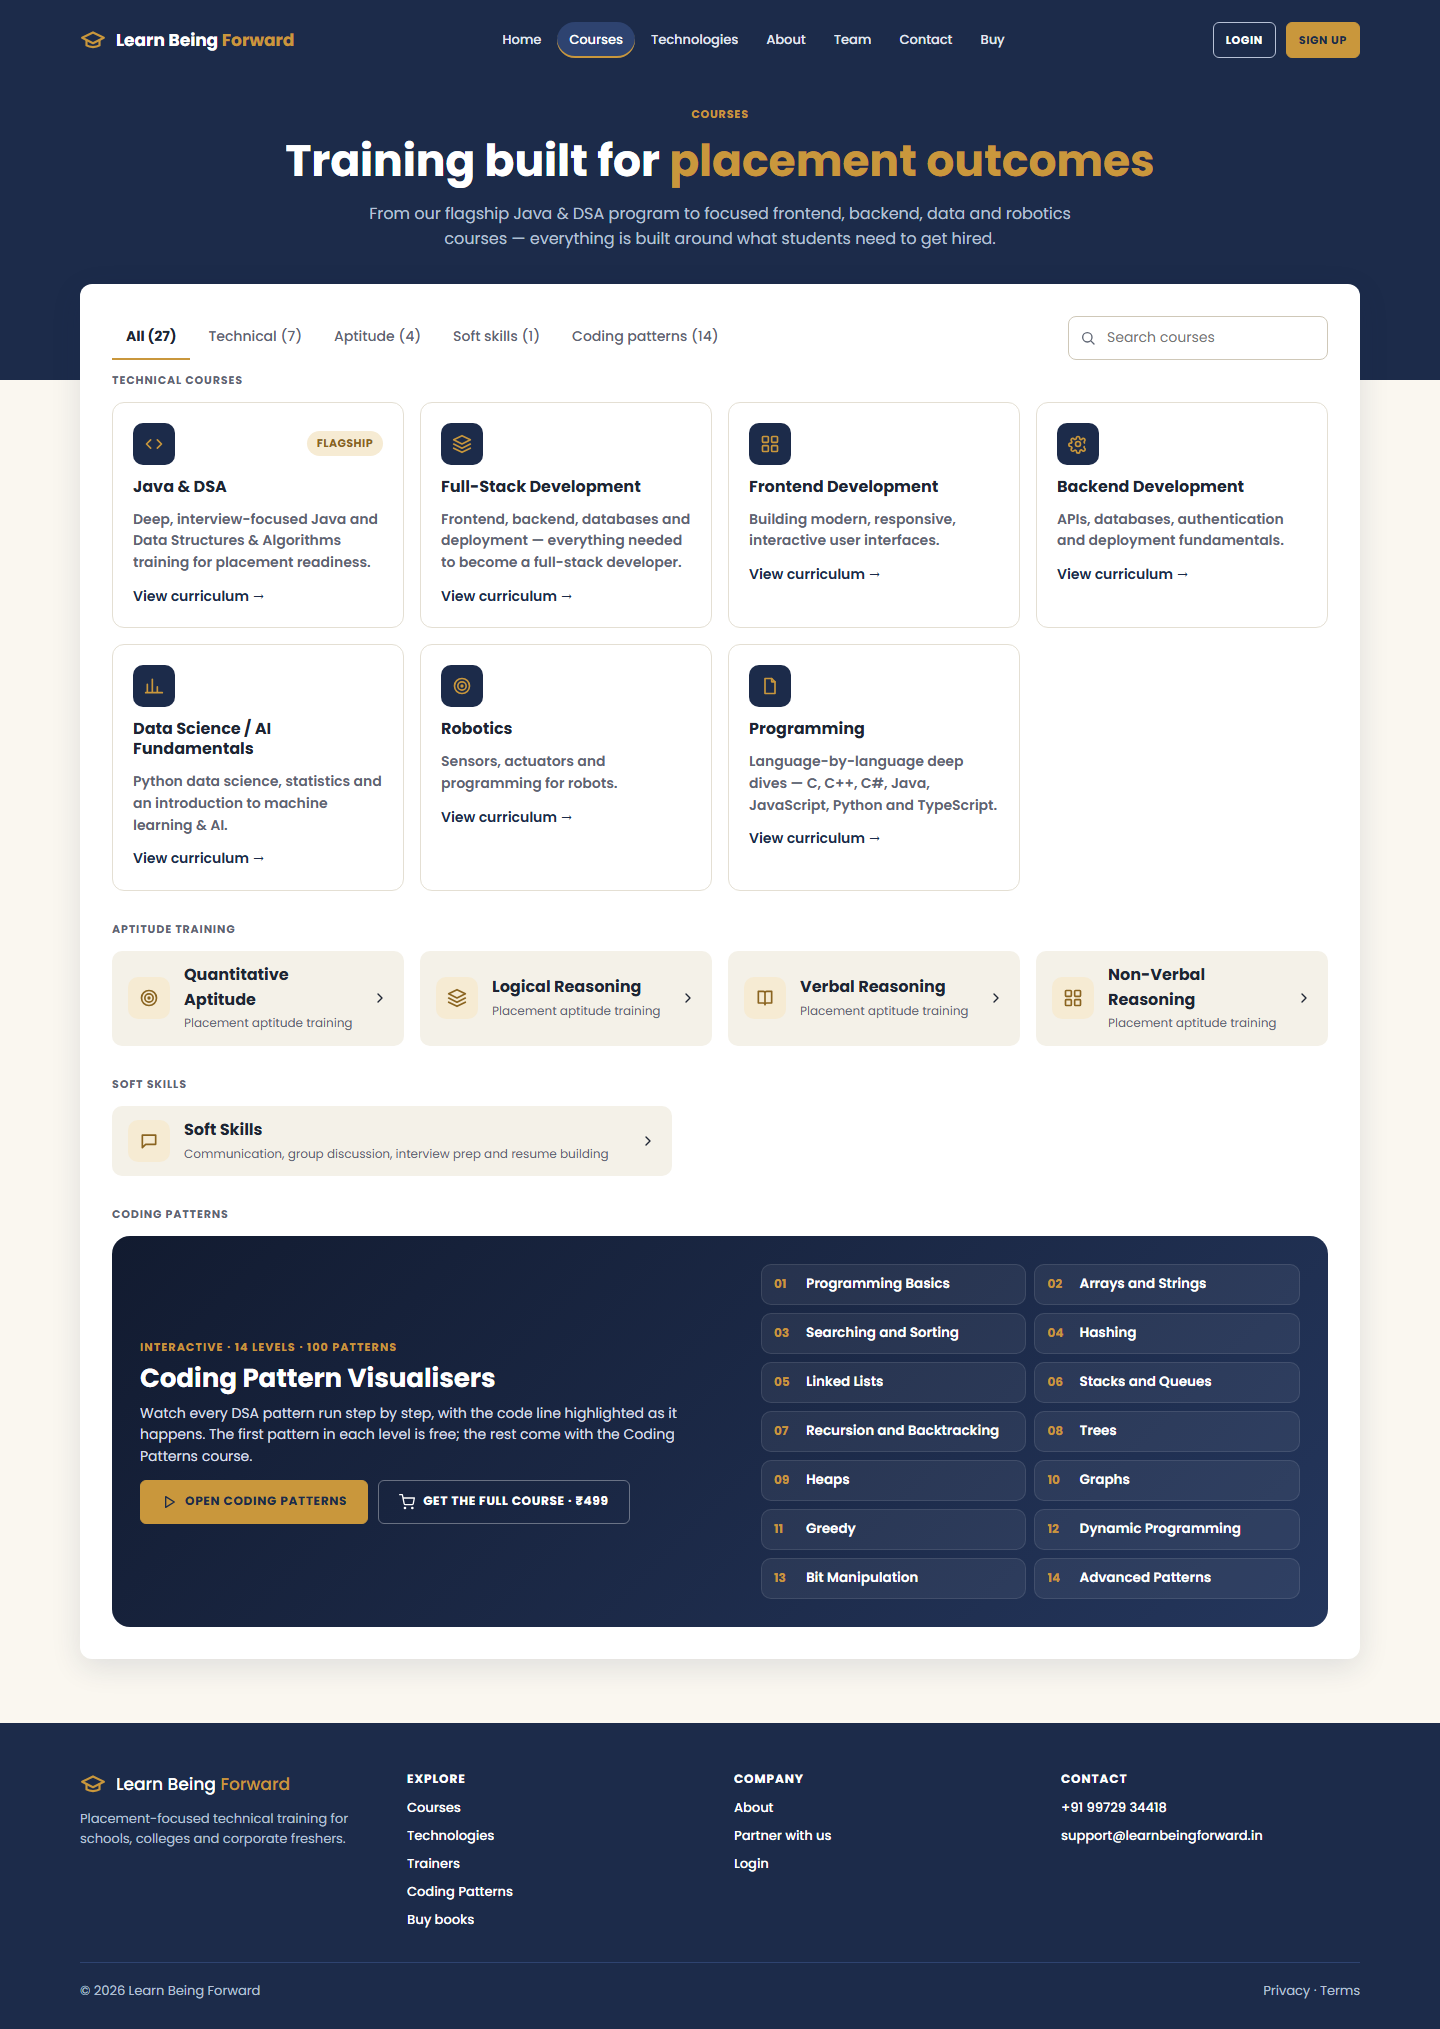 Learn Being Forward
Home
Courses
Technologies
About
Team
Contact
Buy
LOGIN
SIGN UP
COURSES
Training built for placement outcomes
From our flagship Java & DSA program to focused frontend, backend, data and robotics
courses — everything is built around what students need to get hired.
All (27)
Technical (7)
Aptitude (4)
Soft skills (1)
Coding patterns (14)
Search courses
TECHNICAL COURSES
FLAGSHIP
Java & DSA
Deep, interview-focused Java and
Data Structures & Algorithms
training for placement readiness.
View curriculum →
Full-Stack Development
Frontend, backend, databases and
deployment — everything needed
to become a full-stack developer.
View curriculum →
Frontend Development
Building modern, responsive,
interactive user interfaces.
View curriculum →
Backend Development
APIs, databases, authentication
and deployment fundamentals.
View curriculum →
Data Science / AI
Fundamentals
Python data science, statistics and
an introduction to machine
learning & AI.
View curriculum →
Robotics
Sensors, actuators and
programming for robots.
View curriculum →
Programming
Language-by-language deep
dives — C, C++, C#, Java,
JavaScript, Python and TypeScript.
View curriculum →
APTITUDE TRAINING
Quantitative
Aptitude
Placement aptitude training
Logical Reasoning
Placement aptitude training
Verbal Reasoning
Placement aptitude training
Non-Verbal
Reasoning
Placement aptitude training
SOFT SKILLS
Soft Skills
Communication, group discussion, interview prep and resume building
CODING PATTERNS
INTERACTIVE · 14 LEVELS · 100 PATTERNS
Coding Pattern Visualisers
Watch every DSA pattern run step by step, with the code line highlighted as it
happens. The first pattern in each level is free; the rest come with the Coding
Patterns course.
OPEN CODING PATTERNS
GET THE FULL COURSE · ₹499
01 Programming Basics
02 Arrays and Strings
03 Searching and Sorting
04 Hashing
05 Linked Lists
06 Stacks and Queues
07 Recursion and Backtracking
08 Trees
09 Heaps
10 Graphs
11 Greedy
12 Dynamic Programming
13 Bit Manipulation
14 Advanced Patterns
Learn Being Forward
Placement-focused technical training for
schools, colleges and corporate freshers.
EXPLORE
Courses
Technologies
Trainers
Coding Patterns
Buy books
COMPANY
About
Partner with us
Login
CONTACT
+91 99729 34418
support@learnbeingforward.in
© 2026 Learn Being Forward
Privacy · Terms